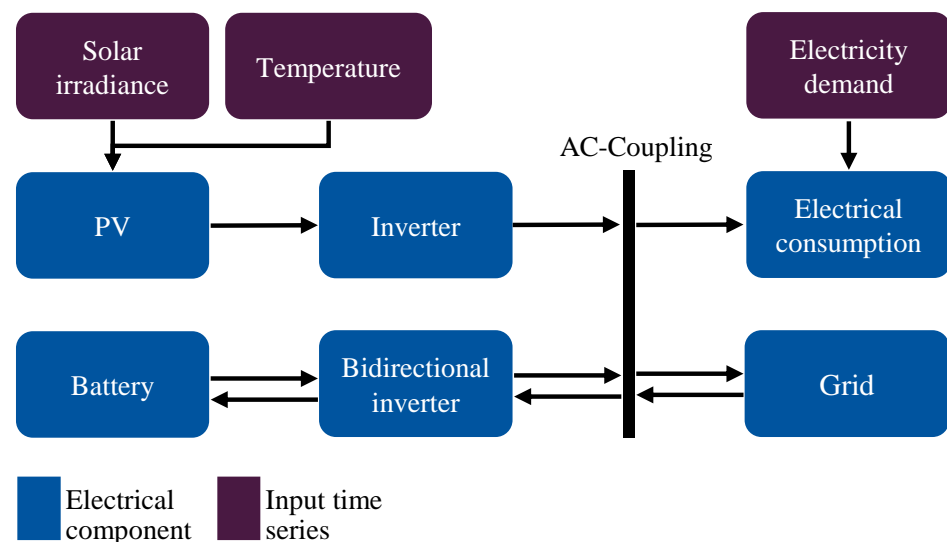 Solar
irradiance
Temperature
Electricity
demand
AC-Coupling
PV
Inverter
Electrical
consumption
Battery
Bidirectional
inverter
Grid
Electrical
component
Input time
series